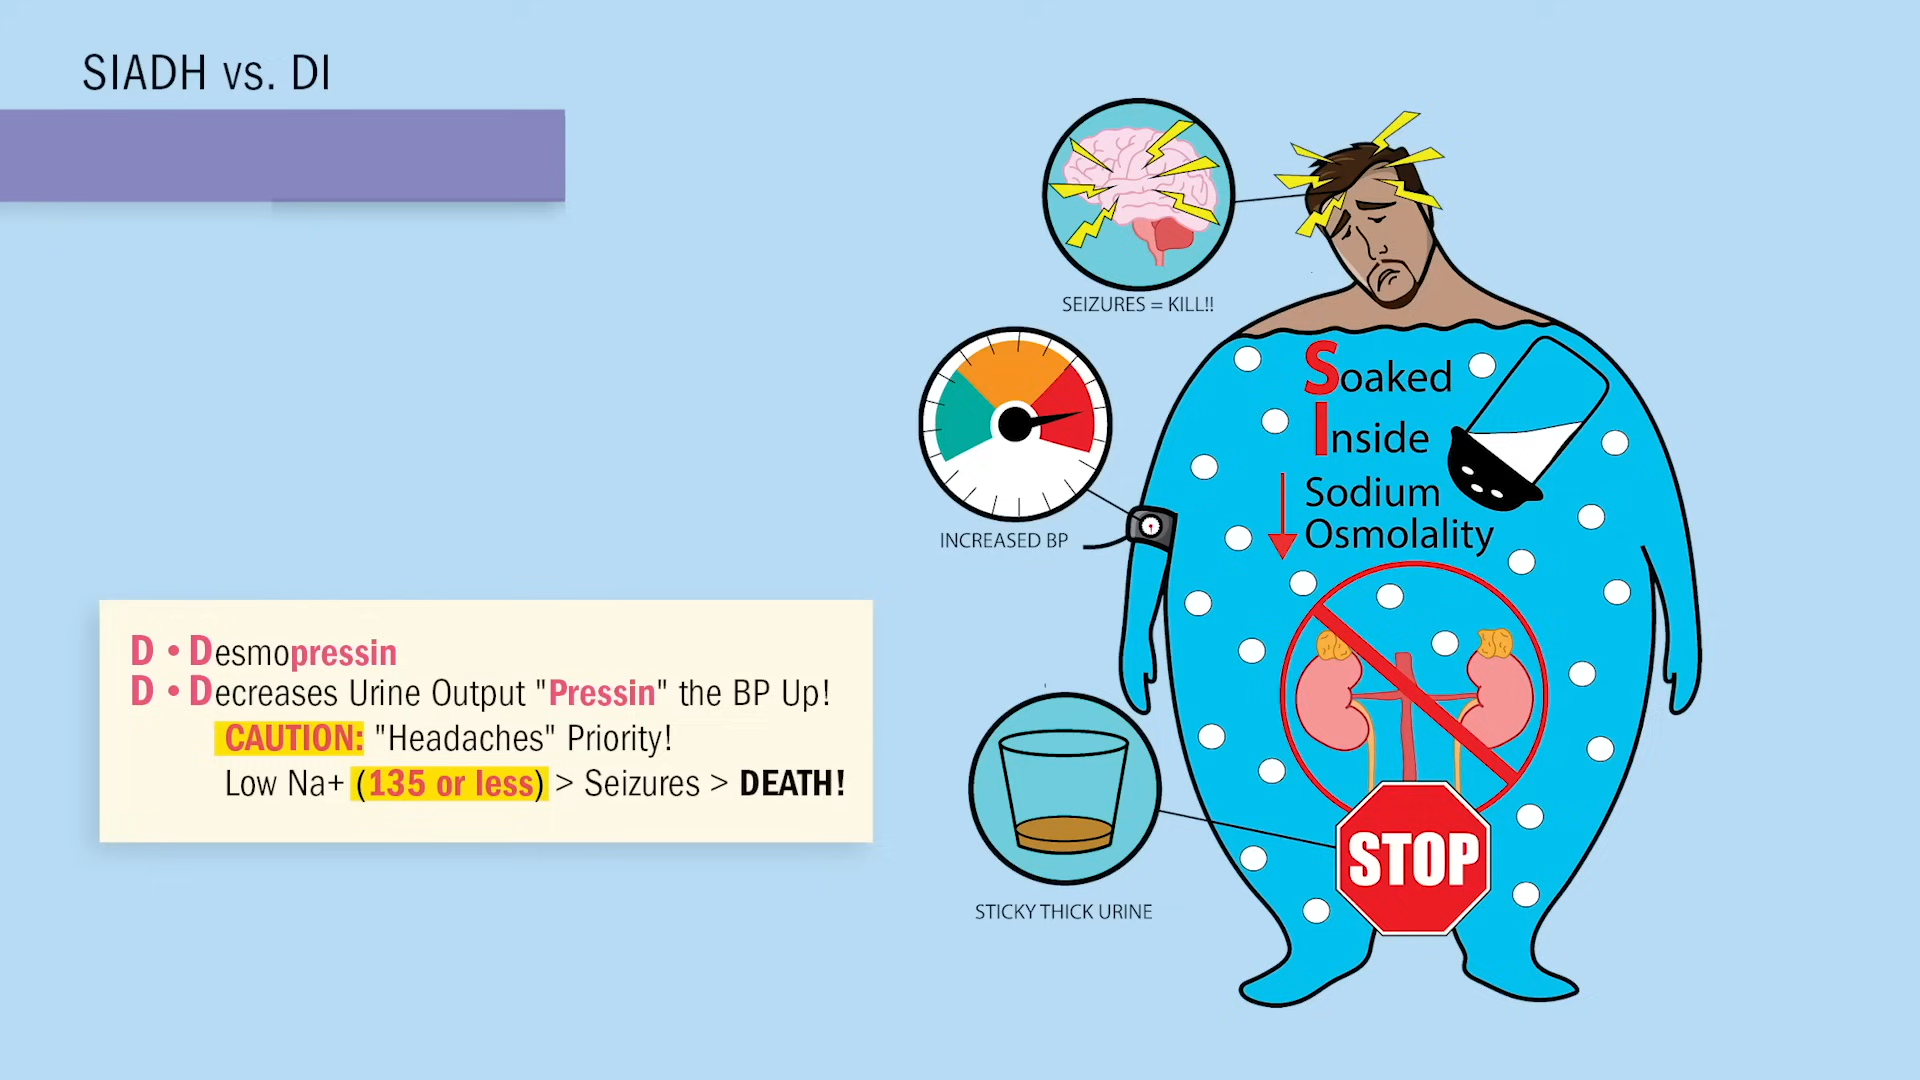 SIADH vs. DI
SEIZURES = KILL!!
Soaked
Inside
Sodium
Osmolality
INCREASED BP
D • Desmopressin
D • Decreases Urine Output "Pressin" the BP Up!
CAUTION: "Headaches" Priority!
Low Na+ (135 or less) > Seizures > DEATH!
STOP
STICKY THICK URINE